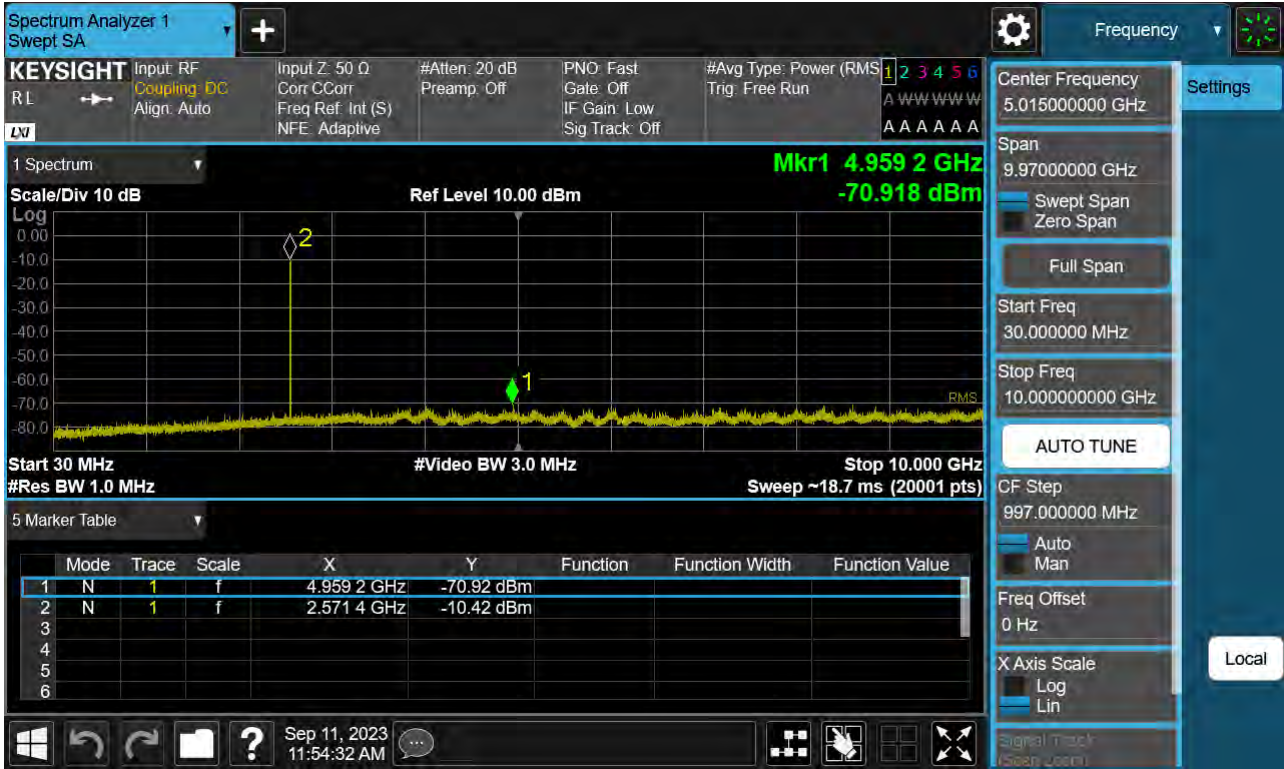 Spectrum Analyzer 1
Swept SA
+
Frequency
KEYSIGHT
RL
LXI
Input: RF
Coupling: DC
Align: Auto
Input Z: 50 Ω
Corr CCorr
Freq Ref: Int (S)
NFE: Adaptive
#Atten: 20 dB
Preamp: Off
PNO: Fast
Gate: Off
IF Gain: Low
Sig Track: Off
#Avg Type: Power (RMS
Trig: Free Run
1 2 3 4 5 6
A W W W W W
A A A A A A
1 Spectrum
Mkr1 4.959 2 GHz
-70.918 dBm
Scale/Div 10 dB
Ref Level 10.00 dBm
Log
0.00
-10.0
-20.0
-30.0
-40.0
-50.0
-60.0
-70.0
-80.0
2
1
RMS
Start 30 MHz
#Video BW 3.0 MHz
Stop 10.000 GHz
#Res BW 1.0 MHz
Sweep ~18.7 ms (20001 pts)
5 Marker Table
Mode Trace Scale X Y Function Function Width Function Value
1 N 1 f 4.959 2 GHz -70.92 dBm
2 N 1 f 2.571 4 GHz -10.42 dBm
3
4
5
6
Center Frequency
5.015000000 GHz
Span
9.97000000 GHz
Swept Span
Zero Span
Full Span
Start Freq
30.000000 MHz
Stop Freq
10.000000000 GHz
AUTO TUNE
CF Step
997.000000 MHz
Auto
Man
Freq Offset
0 Hz
X Axis Scale
Log
Lin
Signal Track
(Span Zoom)
Settings
Local
?
Sep 11, 2023
11:54:32 AM